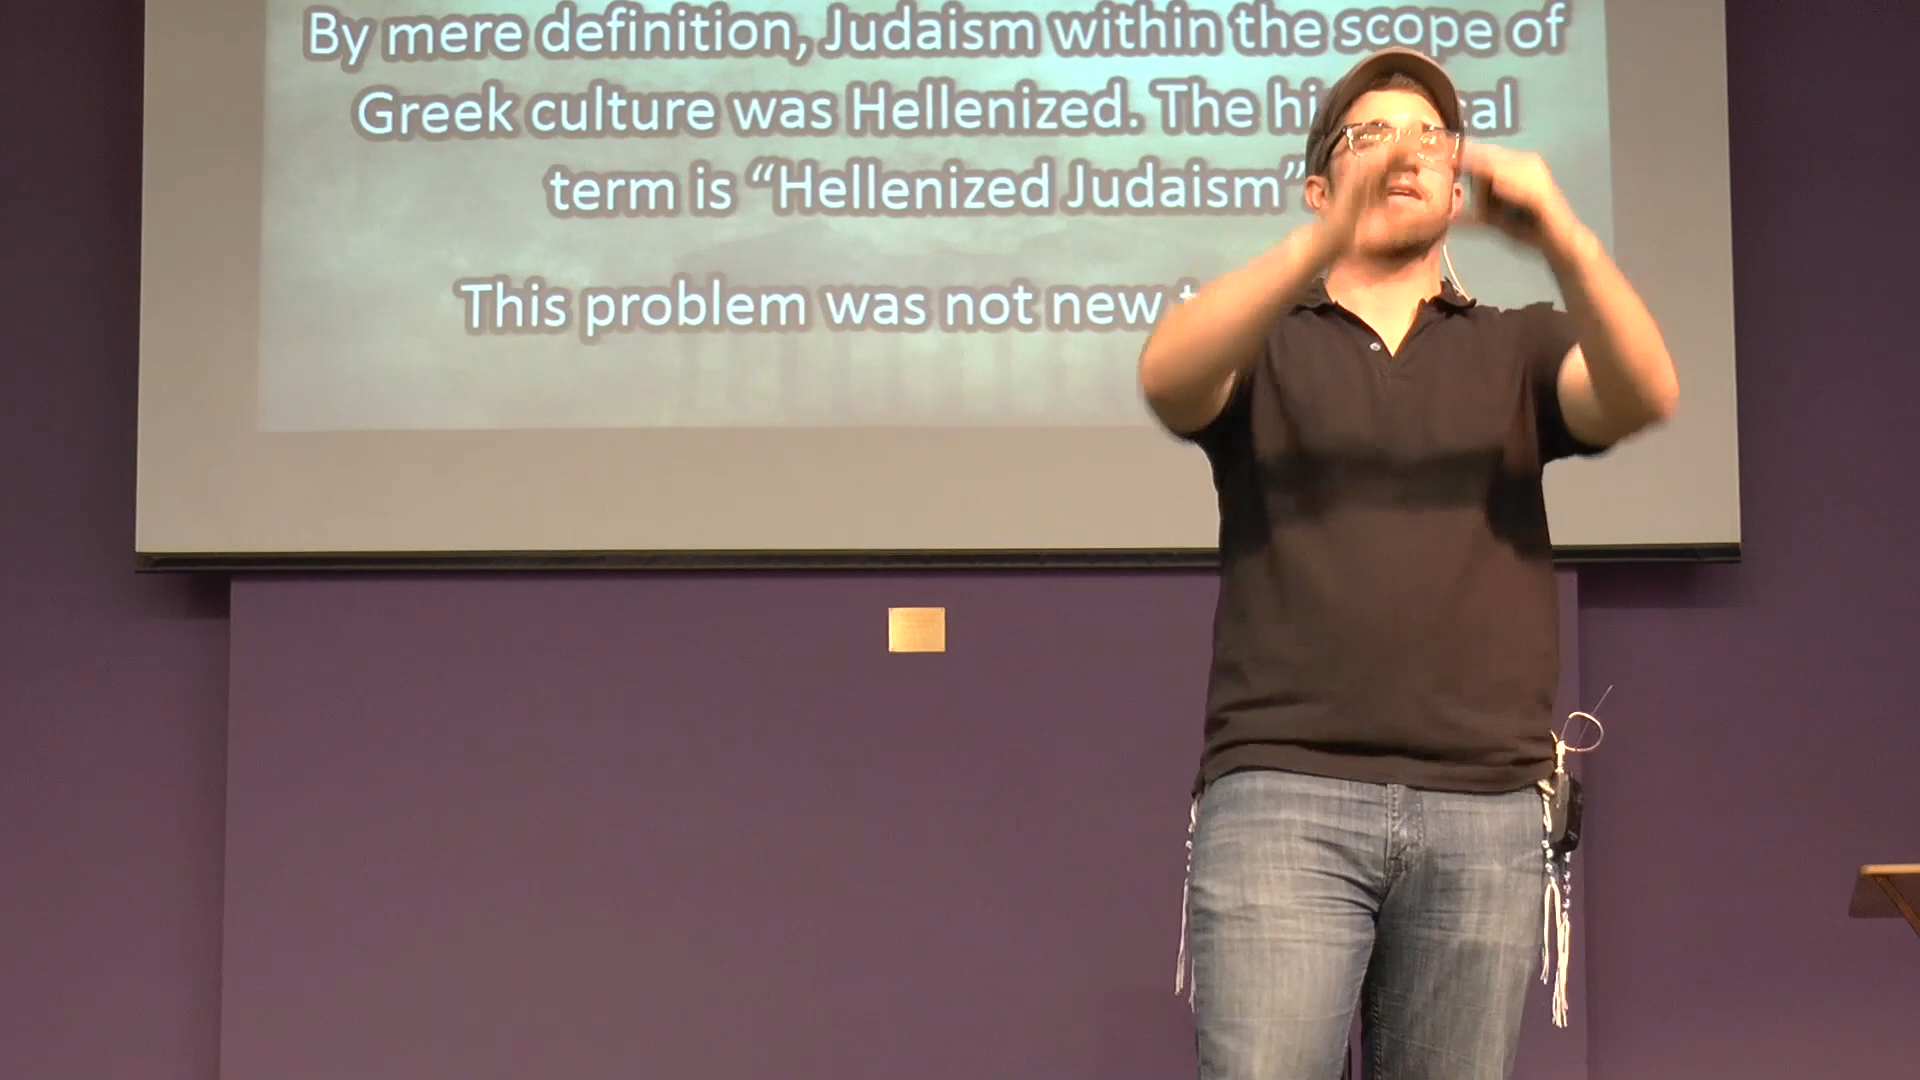 By mere definition, Judaism within the scope of
Greek culture was Hellenized. The
term is “Hellenized Judaism”
This problem was not new